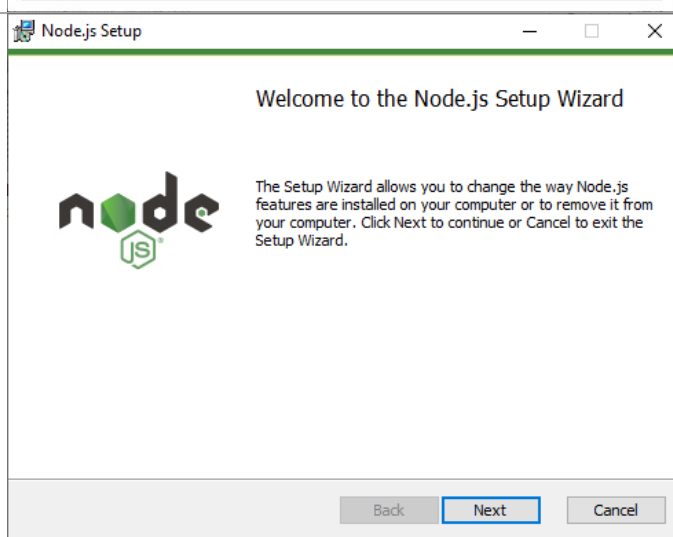 Node.js Setup
Welcome to the Node.js Setup Wizard
The Setup Wizard allows you to change the way Node.js
features are installed on your computer or to remove it from
your computer. Click Next to continue or Cancel to exit the
Setup Wizard.
node
JS
Back Next Cancel